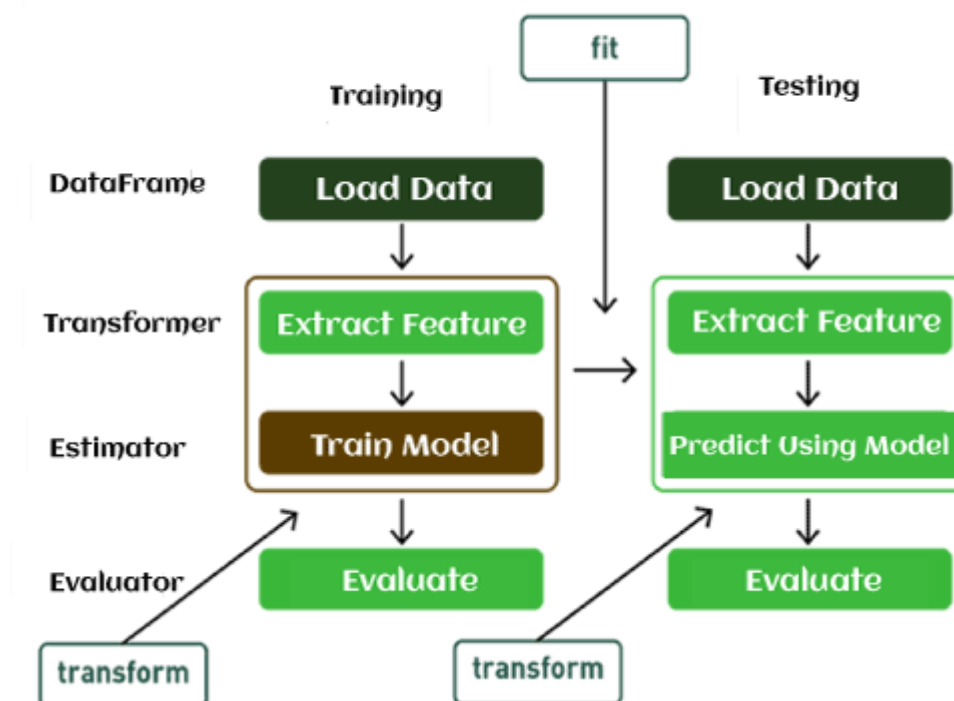 fit
Training
Testing
DataFrame
Load Data
Load Data
Transformer
Extract Feature
Extract Feature
Estimator
Train Model
Predict Using Model
Evaluator
Evaluate
Evaluate
transform
transform